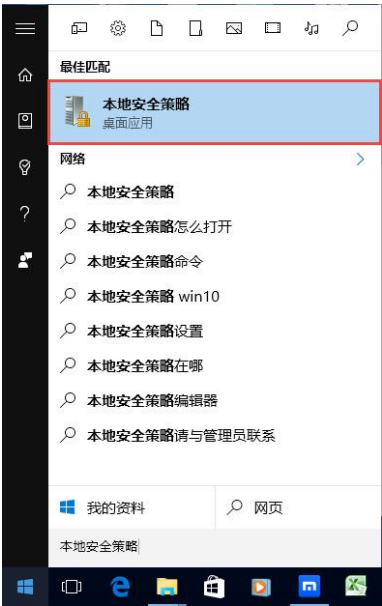 最佳匹配
本地安全策略
桌面应用
网络
本地安全策略
本地安全策略怎么打开
本地安全策略命令
本地安全策略 win10
本地安全策略设置
本地安全策略在哪
本地安全策略编辑器
本地安全策略请与管理员联系
我的资料
网页
本地安全策略